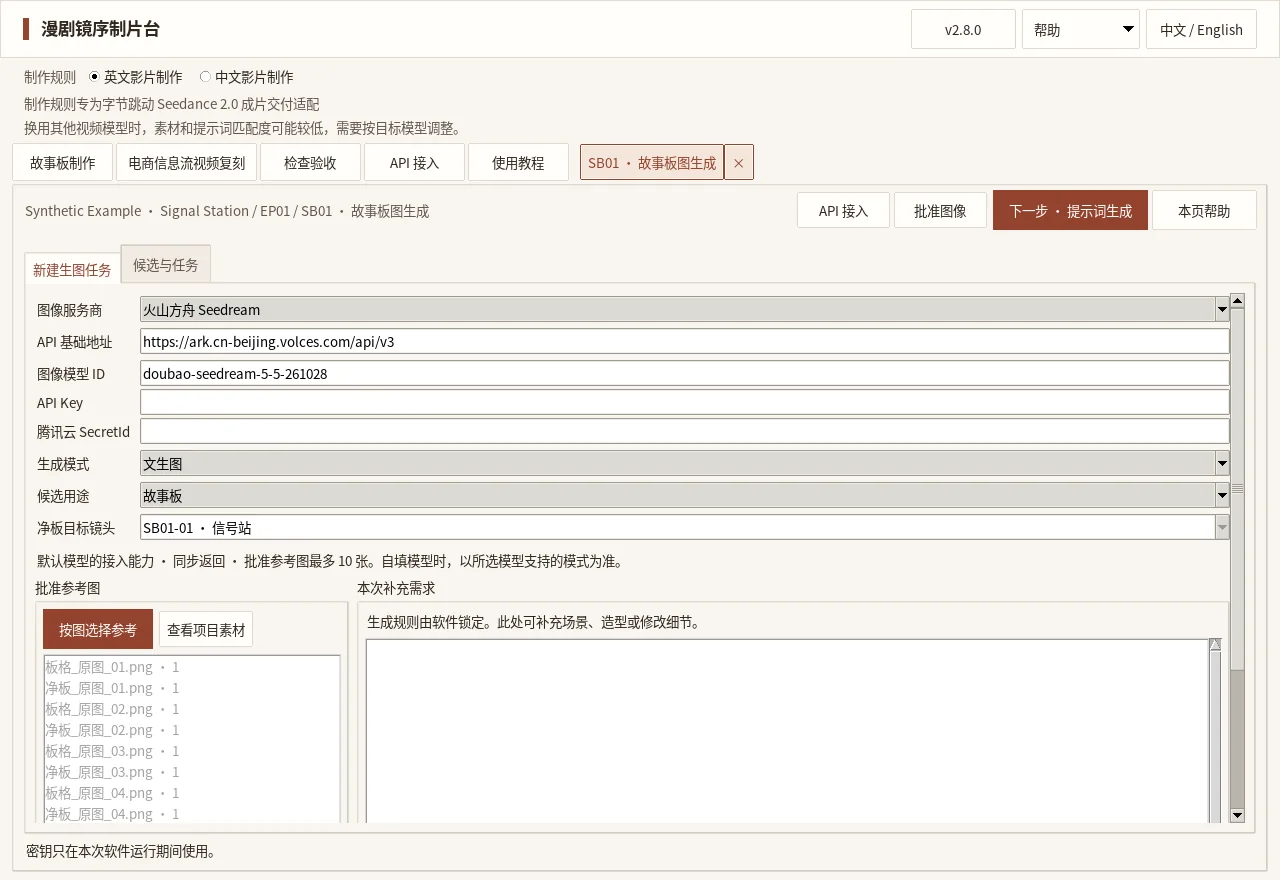 漫剧镜序制片台
v2.8.0
帮助
中文 / English
制作规则
英文影片制作
中文影片制作
制作规则专为字节跳动 Seedance 2.0 成片交付适配
换用其他视频模型时，素材和提示词匹配度可能较低，需要按目标模型调整。
故事板制作
电商信息流视频复刻
检查验收
API 接入
使用教程
SB01 · 故事板图生成
×
Synthetic Example · Signal Station / EP01 / SB01 · 故事板图生成
API 接入
批准图像
下一步 · 提示词生成
本页帮助
新建生图任务
候选与任务
图像服务商
火山方舟 Seedream
API 基础地址
https://ark.cn-beijing.volces.com/api/v3
图像模型 ID
doubao-seedream-5-5-261028
API Key
腾讯云 SecretId
生成模式
文生图
候选用途
故事板
净板目标镜头
SB01-01 · 信号站
默认模型的接入能力 · 同步返回 · 批准参考图最多 10 张。自填模型时，以所选模型支持的模式为准。
批准参考图
本次补充需求
按图选择参考
查看项目素材
生成规则由软件锁定。此处可补充场景、造型或修改细节。
板格_原图_01.png · 1
净板_原图_01.png · 1
板格_原图_02.png · 1
净板_原图_02.png · 1
板格_原图_03.png · 1
净板_原图_03.png · 1
板格_原图_04.png · 1
净板_原图_04.png · 1
密钥只在本次软件运行期间使用。